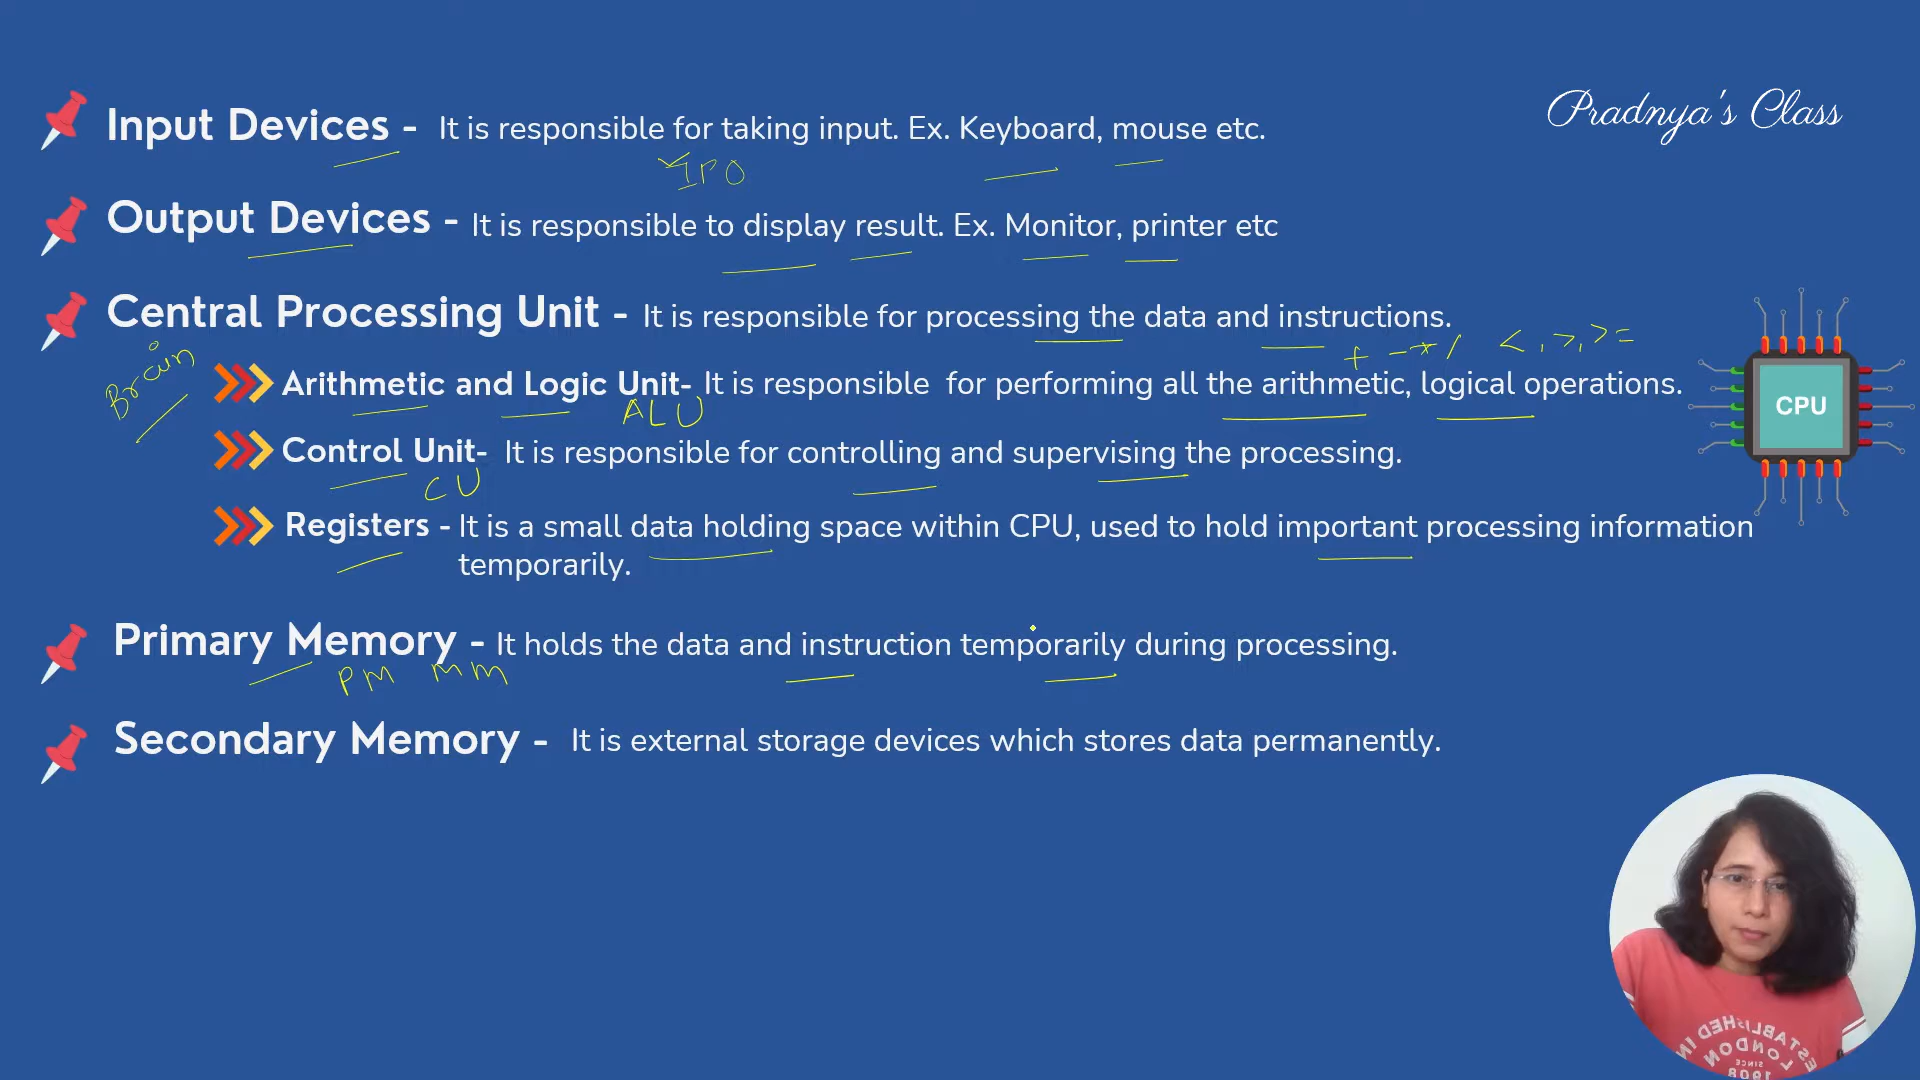 Pradnya's Class
Input Devices - It is responsible for taking input. Ex. Keyboard, mouse etc.
IPO
Output Devices - It is responsible to display result. Ex. Monitor, printer etc
Central Processing Unit - It is responsible for processing the data and instructions.
+ - * / < , > , > =
Brain
Arithmetic and Logic Unit- It is responsible for performing all the arithmetic, logical operations.
ALU
CPU
Control Unit- It is responsible for controlling and supervising the processing.
CU
Registers - It is a small data holding space within CPU, used to hold important processing information
temporarily.
Primary Memory - It holds the data and instruction temporarily during processing.
PM MM
Secondary Memory - It is external storage devices which stores data permanently.
ESTABLISHED IN
LONDON
SINCE
1908